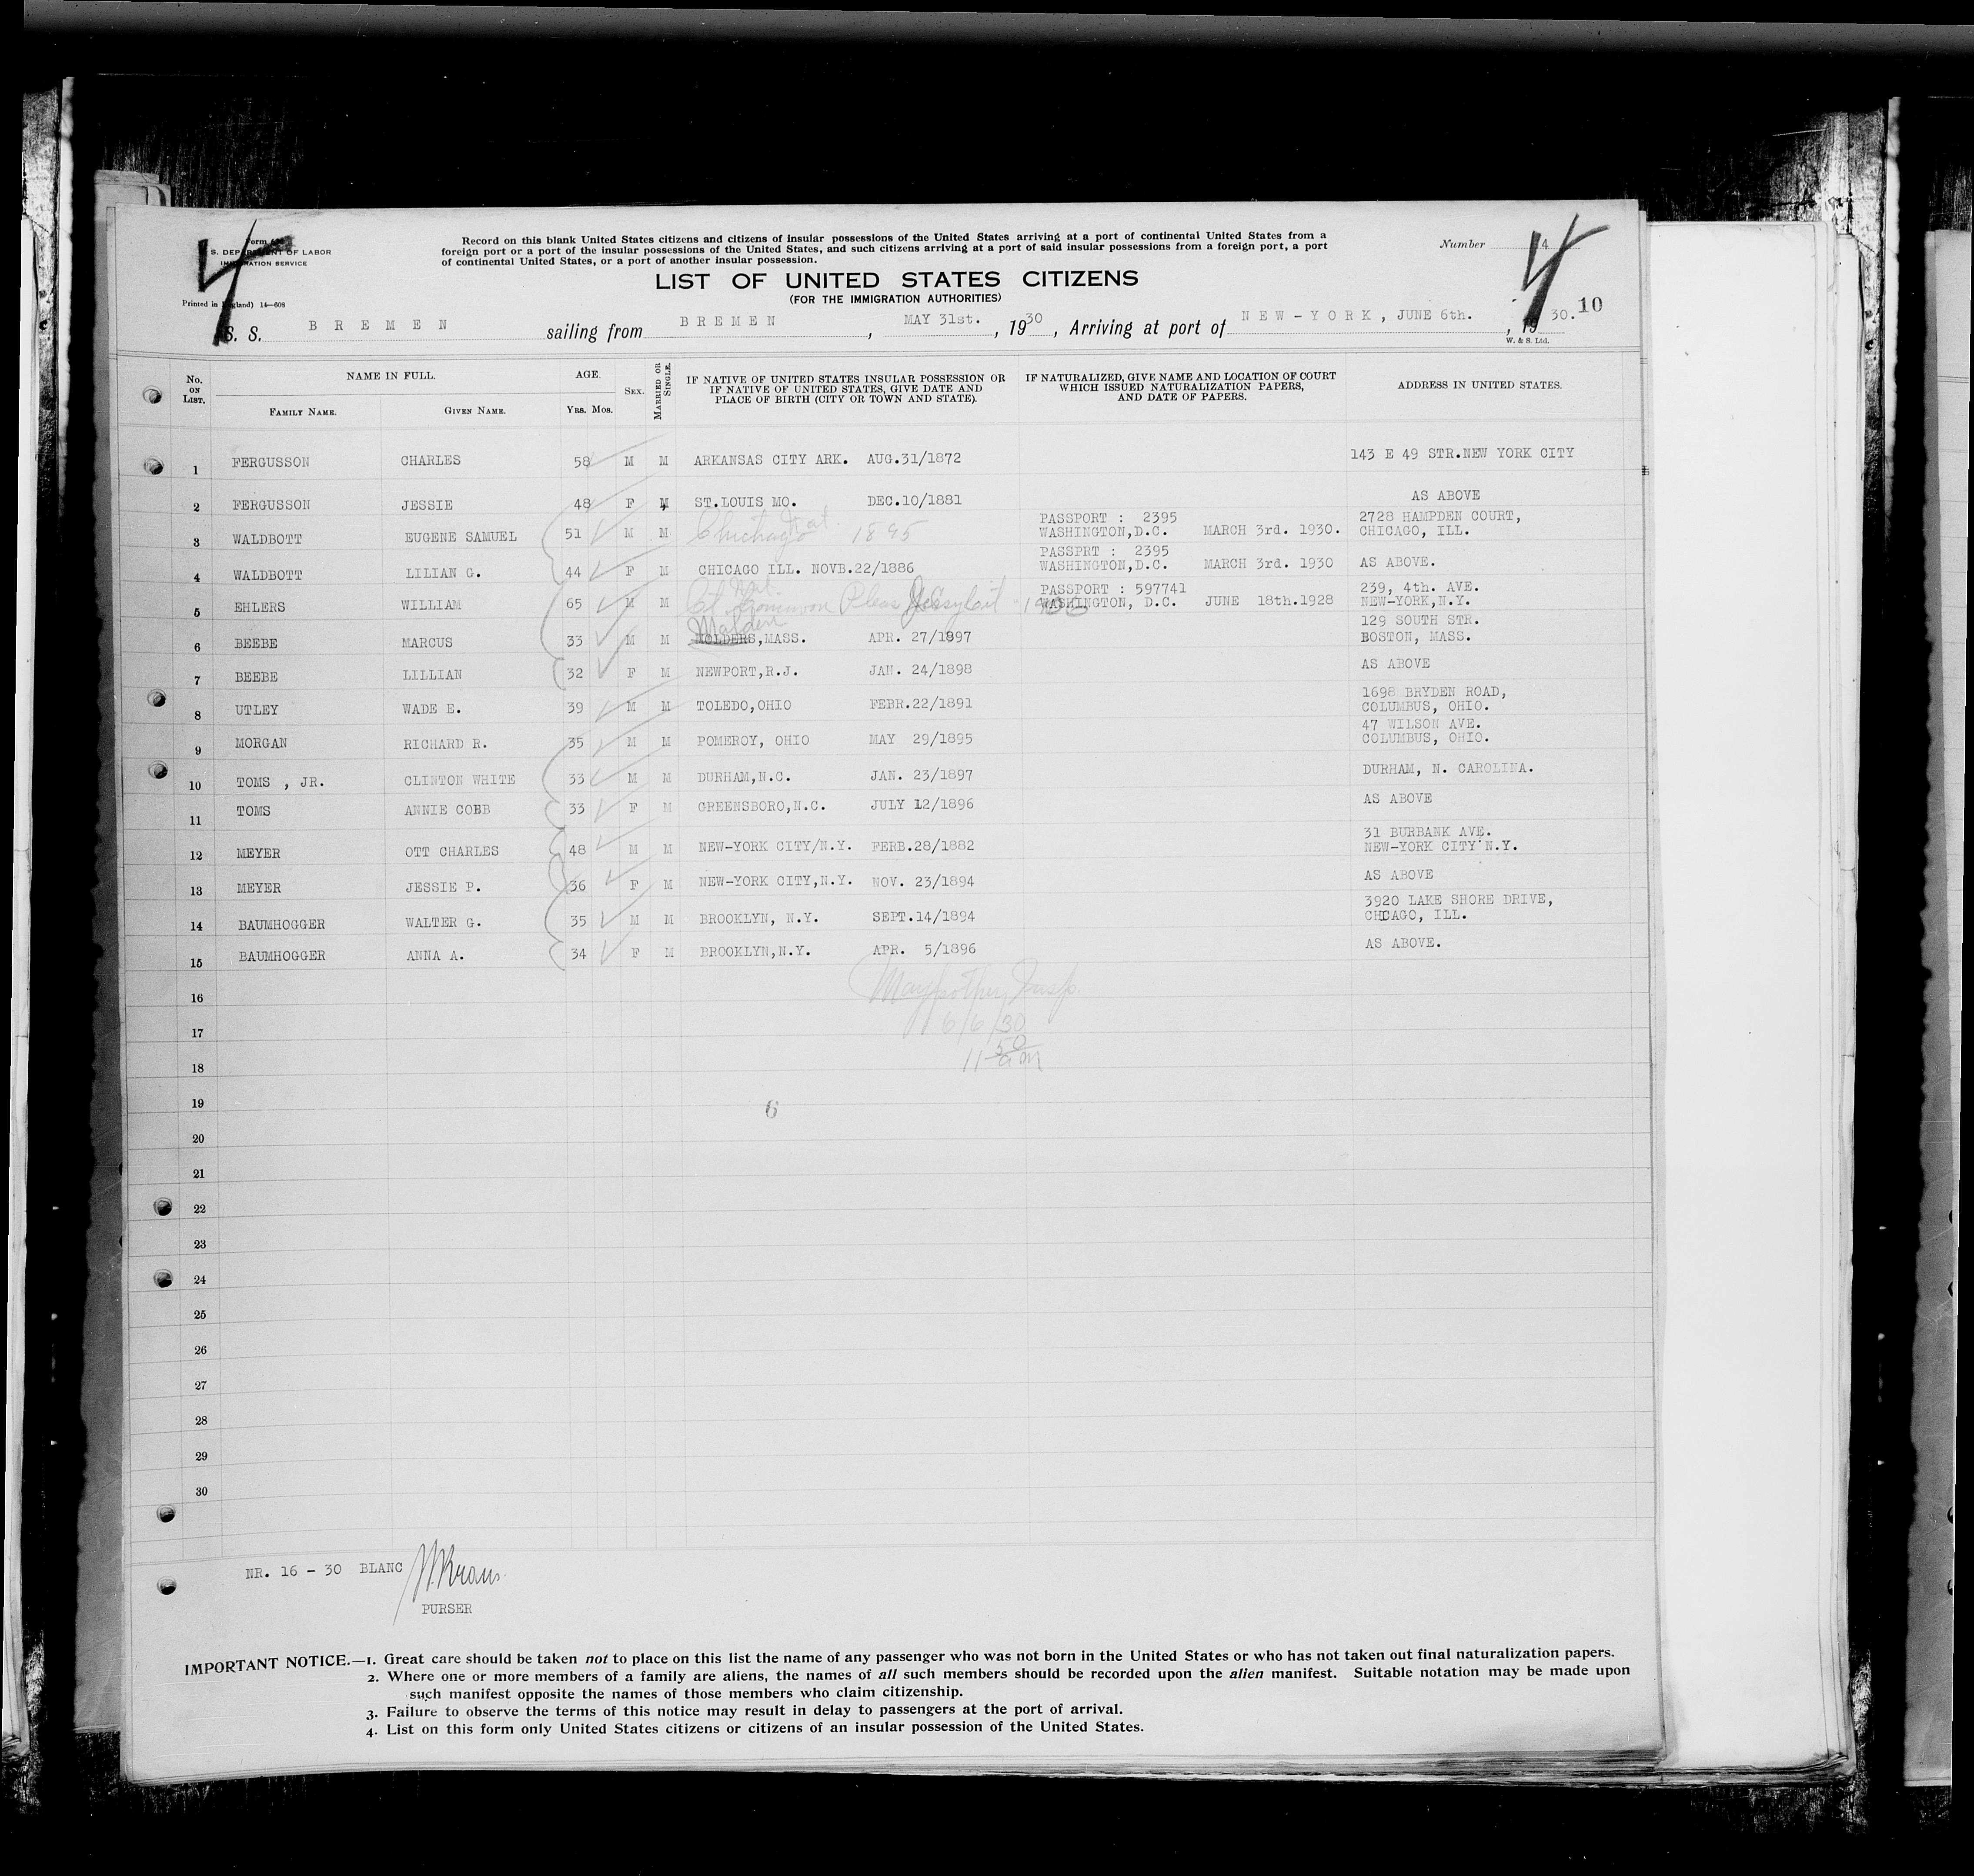 S. DEPARTMENT OF LABOR
IMMIGRATION SERVICE
Printed in England) 14—608
Record on this blank United States citizens and citizens of insular possessions of the United States arriving at a port of continental United States from a
foreign port or a port of the insular possessions of the United States, and such citizens arriving at a port of said insular possessions from a foreign port, a port
of continental United States, or a port of another insular possession.
Number 4
4 4
LIST OF UNITED STATES CITIZENS
(FOR THE IMMIGRATION AUTHORITIES)
S. S. BREMEN sailing from BREMEN, MAY 31st., 1930, Arriving at port of NEW-YORK, JUNE 6th., 1930. 10
W. & S. Ltd.
No. ON LIST. NAME IN FULL. AGE. SEX. MARRIED OR SINGLE. IF NATIVE OF UNITED STATES INSULAR POSSESSION OR IF NATIVE OF UNITED STATES, GIVE DATE AND PLACE OF BIRTH (CITY OR TOWN AND STATE). IF NATURALIZED, GIVE NAME AND LOCATION OF COURT WHICH ISSUED NATURALIZATION PAPERS, AND DATE OF PAPERS. ADDRESS IN UNITED STATES.
FAMILY NAME. GIVEN NAME. YRS. MOS.
1 FERGUSSON CHARLES 58 M M ARKANSAS CITY ARK. AUG.31/1872 143 E 49 STR.NEW YORK CITY
2 FERGUSSON JESSIE 48 F M ST.LOUIS MO. DEC.10/1881 AS ABOVE
3 WALDBOTT EUGENE SAMUEL 51 M M Chichago 1895 PASSPORT : 2395 WASHINGTON,D.C. MARCH 3rd. 1930. 2728 HAMPDEN COURT, CHICAGO, ILL.
4 WALDBOTT LILIAN G. 44 F M CHICAGO ILL. NOVB.22/1886 PASSPRT : 2395 WASHINGTON,D.C. MARCH 3rd. 1930 AS ABOVE.
5 EHLERS WILLIAM 65 M M Ct. Common Pleas PASSPORT : 597741 WASHINGTON, D.C. JUNE 18th.1928 239, 4th. AVE. NEW-YORK,N.Y.
Malden
6 BEEBE MARCUS 33 M M HOLDERS,MASS. APR. 27/1897 129 SOUTH STR. BOSTON, MASS.
7 BEEBE LILLIAN 32 F M NEWPORT,R.J. JAN. 24/1898 AS ABOVE
8 UTLEY WADE E. 39 M M TOLEDO,OHIO FEBR.22/1891 1698 BRYDEN ROAD, COLUMBUS, OHIO.
9 MORGAN RICHARD R. 35 M M POMEROY, OHIO MAY 29/1895 47 WILSON AVE. COLUMBUS, OHIO.
10 TOMS , JR. CLINTON WHITE 33 M M DURHAM,N.C. JAN. 23/1897 DURHAM, N. CAROLINA.
11 TOMS ANNIE COBB 33 F M GREENSBORO,N.C. JULY 12/1896 AS ABOVE
12 MEYER OTT CHARLES 48 M M NEW-YORK CITY/N.Y. FERB.28/1882 31 BURBANK AVE. NEW-YORK CITY N.Y.
13 MEYER JESSIE P. 36 F M NEW-YORK CITY,N.Y. NOV. 23/1894 AS ABOVE
14 BAUMHOGGER WALTER G. 35 M M BROOKLYN, N.Y. SEPT.14/1894 3920 LAKE SHORE DRIVE, CHICAGO, ILL.
15 BAUMHOGGER ANNA A. 34 F M BROOKLYN,N.Y. APR. 5/1896 AS ABOVE.
16
17 6/6/30
18 11 50 am
19 6
20
21
22
23
24
25
26
27
28
29
30
NR. 16 - 30 BLANC
PURSER
IMPORTANT NOTICE.—1. Great care should be taken not to place on this list the name of any passenger who was not born in the United States or who has not taken out final naturalization papers.
2. Where one or more members of a family are aliens, the names of all such members should be recorded upon the alien manifest. Suitable notation may be made upon
such manifest opposite the names of those members who claim citizenship.
3. Failure to observe the terms of this notice may result in delay to passengers at the port of arrival.
4. List on this form only United States citizens or citizens of an insular possession of the United States.